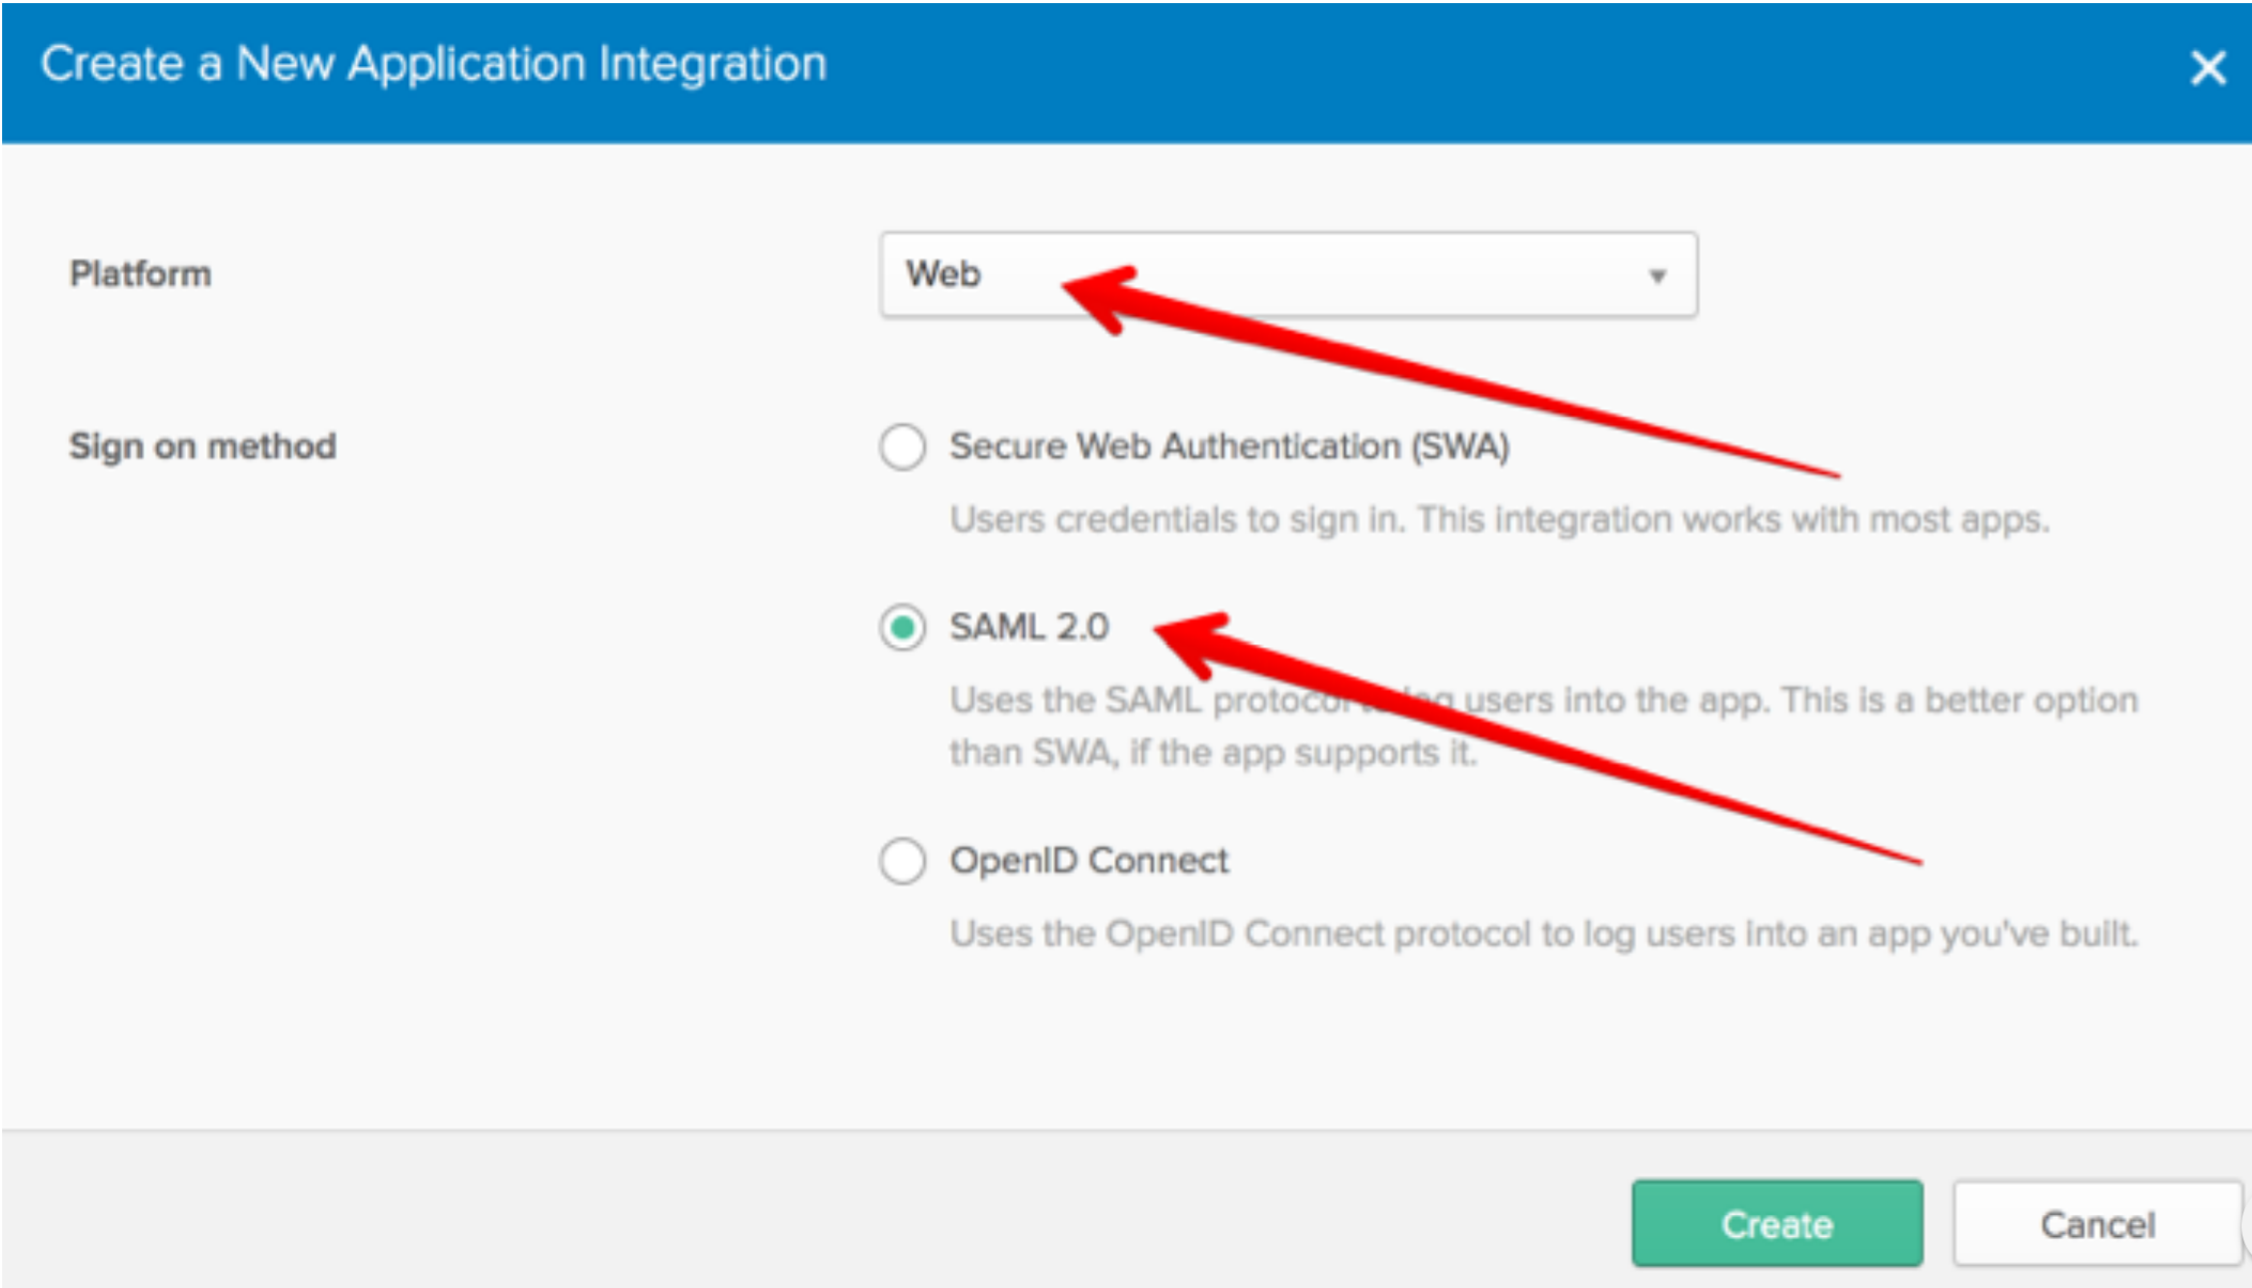 Create a New Application Integration
Platform
Web
Sign on method
Secure Web Authentication (SWA)
Users credentials to sign in. This integration works with most apps.
SAML 2.0
Uses the SAML protocol users into the app. This is a better option
than SWA, if the app supports it.
OpenID Connect
Uses the OpenID Connect protocol to log users into an app you've built.
Create
Cancel